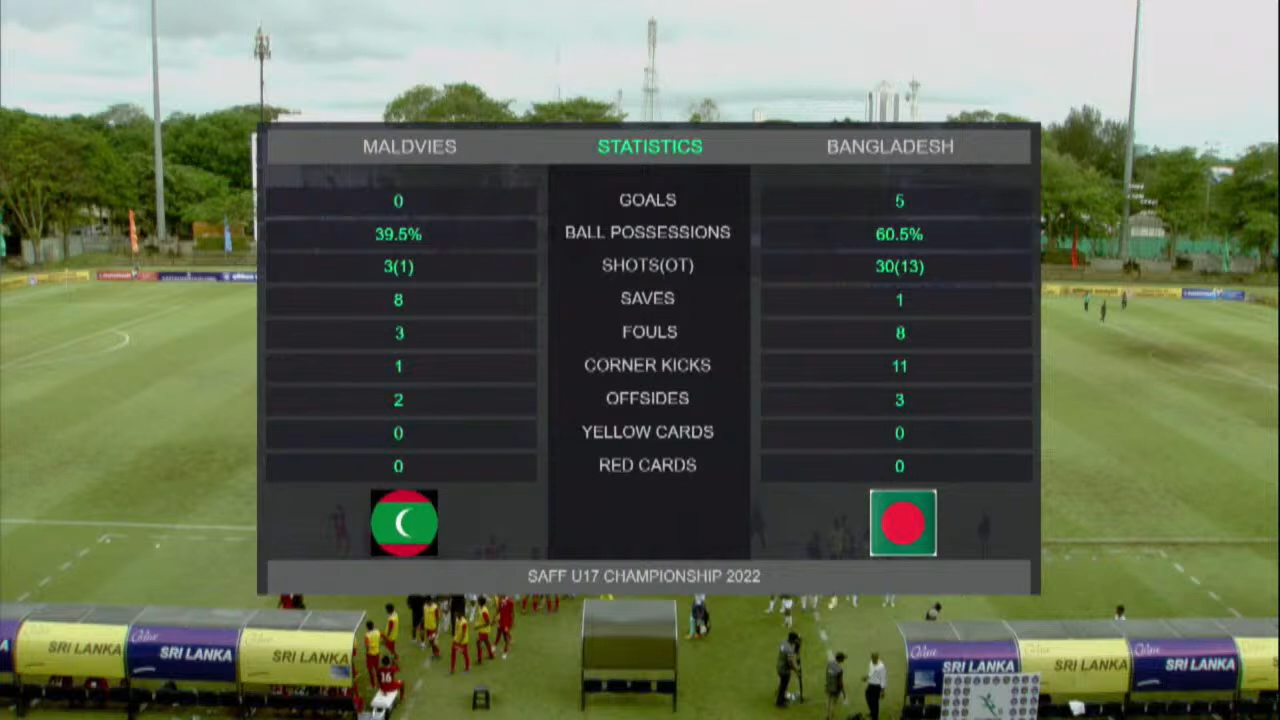 MALDVIES STATISTICS BANGLADESH
0 GOALS 5
39.5% BALL POSSESSIONS 60.5%
3(1) SHOTS(OT) 30(13)
8 SAVES 1
3 FOULS 8
1 CORNER KICKS 11
2 OFFSIDES 3
0 YELLOW CARDS 0
0 RED CARDS 0
SAFF U17 CHAMPIONSHIP 2022
SRI LANKA
SRI LANKA
SRI LANKA
SRI LANKA
SRI LANKA
SRI LANKA
16